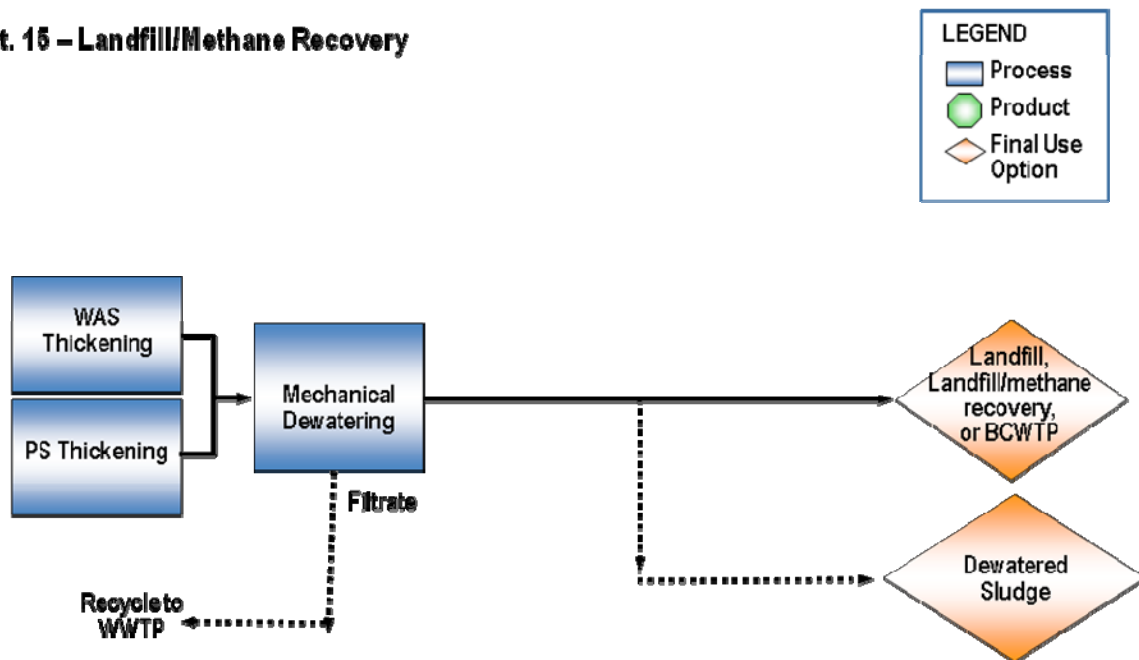 t. 15 – Landfill/Methane Recovery
LEGEND
Process
Product
Final Use
Option
WAS
Thickening
PS Thickening
Mechanical
Dewatering
Filtrate
Recycle to
WWTP
Landfill,
Landfill/methane
recovery,
or BCWTP
Dewatered
Sludge